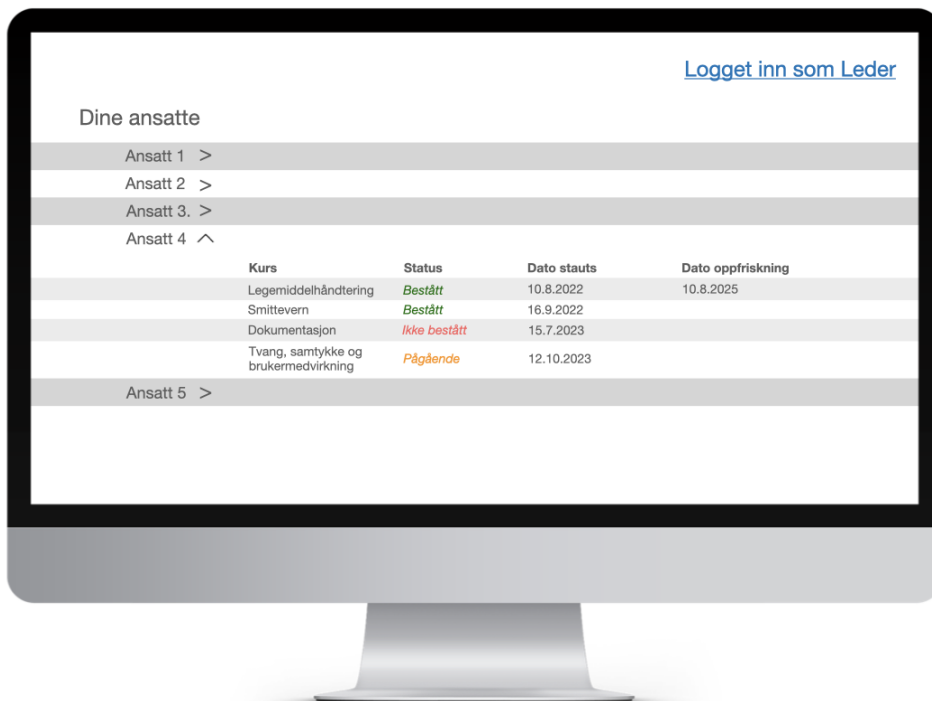 Logget inn som Leder
Dine ansatte
Ansatt 1 >
Ansatt 2 >
Ansatt 3. >
Ansatt 4
Kurs Status Dato stauts Dato oppfriskning
Legemiddelhåndtering Bestått 10.8.2022 10.8.2025
Smittevern Bestått 16.9.2022
Dokumentasjon Ikke bestått 15.7.2023
Tvang, samtykke og
brukermedvirkning Pågående 12.10.2023
Ansatt 5 >